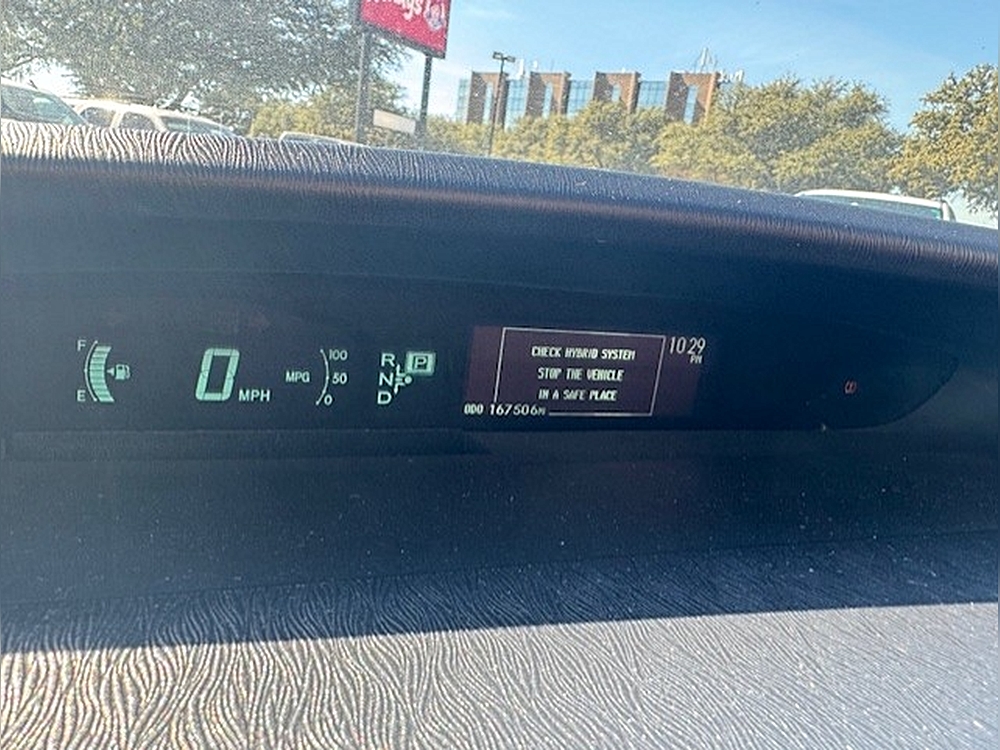 F
E
0 MPH
MPG
100
50
0
R
N
D
P
CHECK HYBRID SYSTEM
STOP THE VEHICLE
IN A SAFE PLACE
10:29
PM
ODO 167506M